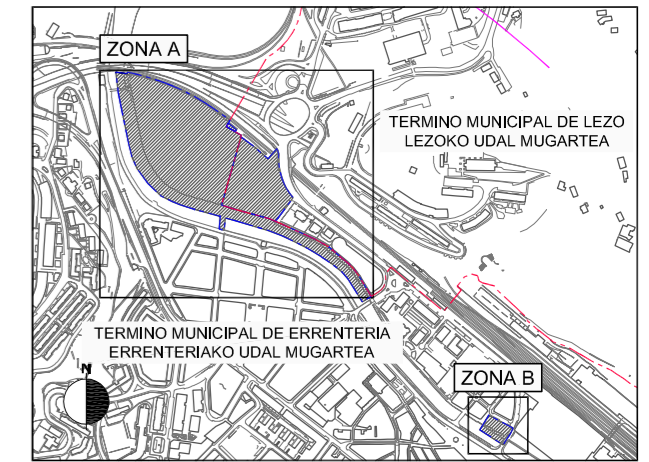 ZONA A
TERMINO MUNICIPAL DE LEZO
LEZOKO UDAL MUGARTEA
TERMINO MUNICIPAL DE ERRENTERIA
ERRENTERIAKO UDAL MUGARTEA
N
ZONA B